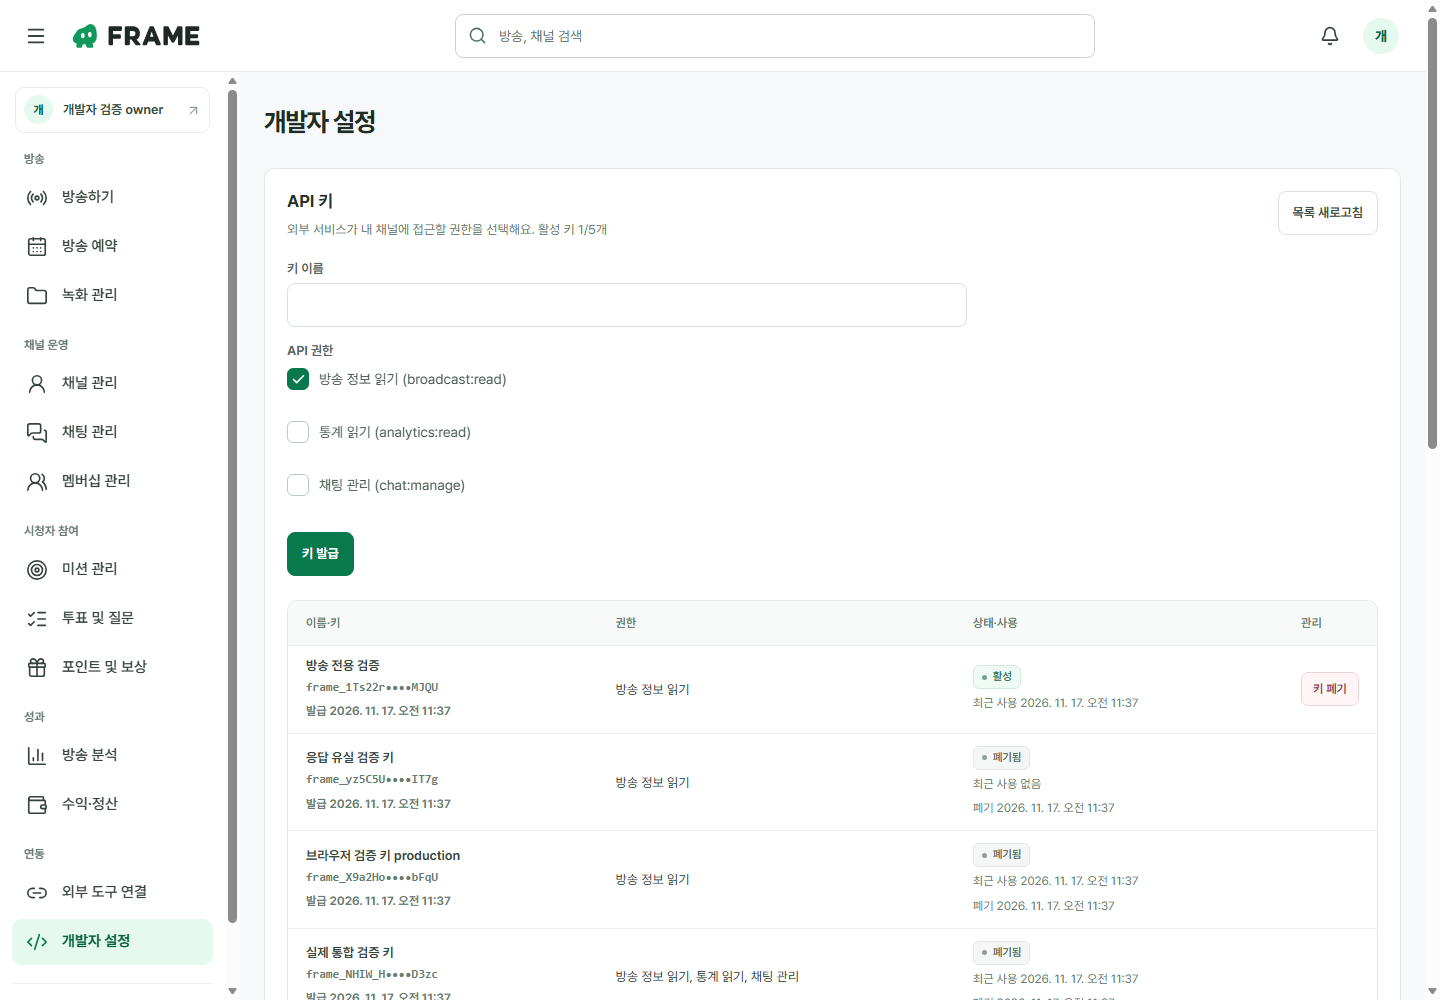 FRAME
방송, 채널 검색
개
개
개발자 검증 owner
방송
방송하기
방송 예약
녹화 관리
채널 운영
채널 관리
채팅 관리
멤버십 관리
시청자 참여
미션 관리
투표 및 질문
포인트 및 보상
성과
방송 분석
수익·정산
연동
외부 도구 연결
개발자 설정
개발자 설정
API 키
외부 서비스가 내 채널에 접근할 권한을 선택해요. 활성 키 1/5개
목록 새로고침
키 이름
API 권한
방송 정보 읽기 (broadcast:read)
통계 읽기 (analytics:read)
채팅 관리 (chat:manage)
키 발급
이름·키 권한 상태·사용 관리
방송 전용 검증
frame_1Ts22r••••MJQU
발급 2026. 11. 17. 오전 11:37
방송 정보 읽기
활성
최근 사용 2026. 11. 17. 오전 11:37
키 폐기
응답 유실 검증 키
frame_yz5C5U••••IT7g
발급 2026. 11. 17. 오전 11:37
방송 정보 읽기
폐기됨
최근 사용 없음
폐기 2026. 11. 17. 오전 11:37
브라우저 검증 키 production
frame_X9a2Ho••••bFqU
발급 2026. 11. 17. 오전 11:37
방송 정보 읽기
폐기됨
최근 사용 2026. 11. 17. 오전 11:37
폐기 2026. 11. 17. 오전 11:37
실제 통합 검증 키
frame_NHIW_H••••D3zc
발급 2026. 11. 17. 오전 11:37
방송 정보 읽기, 통계 읽기, 채팅 관리
폐기됨
최근 사용 2026. 11. 17. 오전 11:37